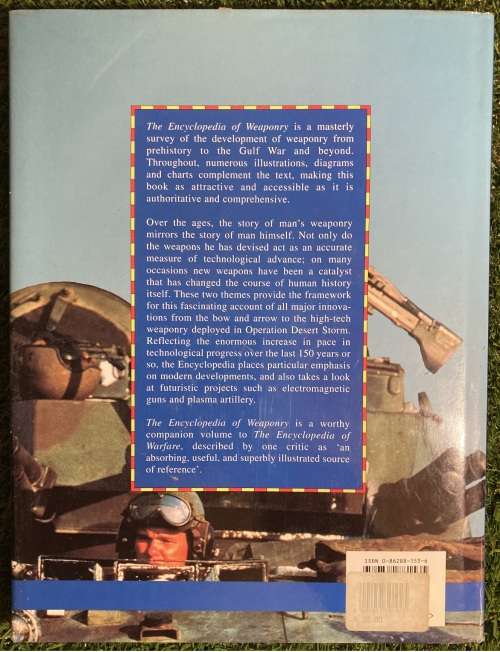 The Encyclopedia of Weaponry is a masterly
survey of the development of weaponry from
prehistory to the Gulf War and beyond.
Throughout, numerous illustrations, diagrams
and charts complement the text, making this
book as attractive and accessible as it is
authoritative and comprehensive.
Over the ages, the story of man's weaponry
mirrors the story of man himself. Not only do
the weapons he has devised act as an accurate
measure of technological advance; on many
occasions new weapons have been a catalyst
that has changed the course of human history
itself. These two themes provide the framework
for this fascinating account of all major innova-
tions from the bow and arrow to the high-tech
weaponry deployed in Operation Desert Storm.
Reflecting the enormous increase in pace in
technological progress over the last 150 years or
so, the Encyclopedia places particular emphasis
on modern developments, and also takes a look
at futuristic projects such as electromagnetic
guns and plasma artillery.
The Encyclopedia of Weaponry is a worthy
companion volume to The Encyclopedia of
Warfare, described by one critic as 'an
absorbing, useful, and superbly illustrated source
of reference'.
ISBN